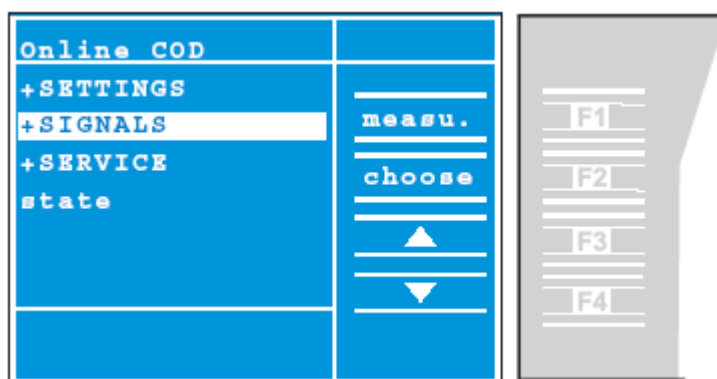 Online COD
+SETTINGS
+SIGNALS
+SERVICE
state
measu.
choose
F1
F2
F3
F4